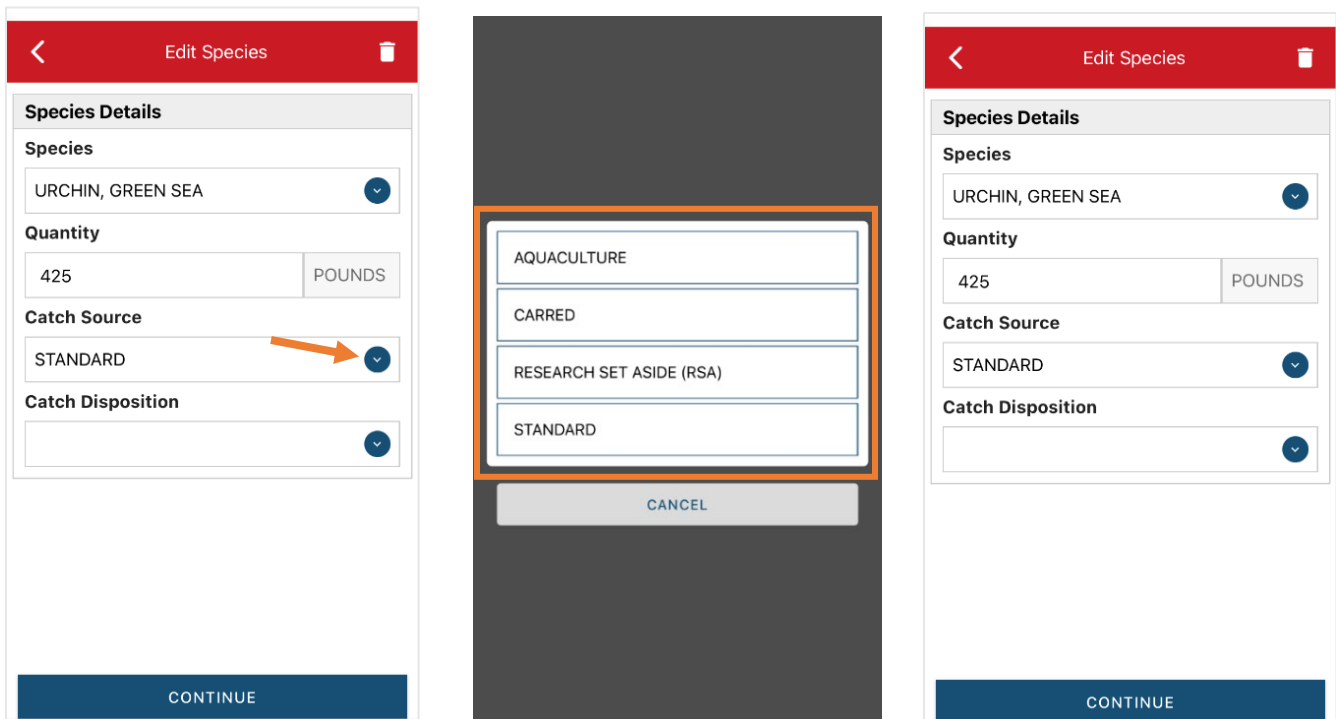 Edit Species
Species Details
Species
URCHIN, GREEN SEA
Quantity
425 POUNDS
Catch Source
STANDARD
Catch Disposition
CONTINUE
AQUACULTURE
CARRED
RESEARCH SET ASIDE (RSA)
STANDARD
CANCEL
Edit Species
Species Details
Species
URCHIN, GREEN SEA
Quantity
425 POUNDS
Catch Source
STANDARD
Catch Disposition
CONTINUE